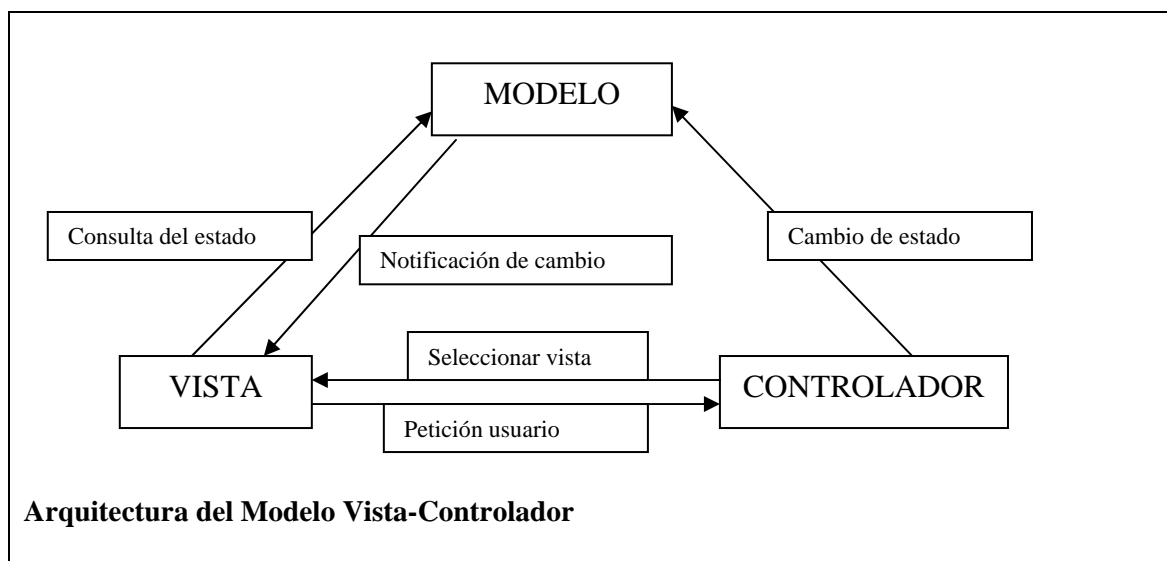 MODELO
Consulta del estado
Cambio de estado
Notificación de cambio
Seleccionar vista
VISTA
CONTROLADOR
Petición usuario
Arquitectura del Modelo Vista-Controlador